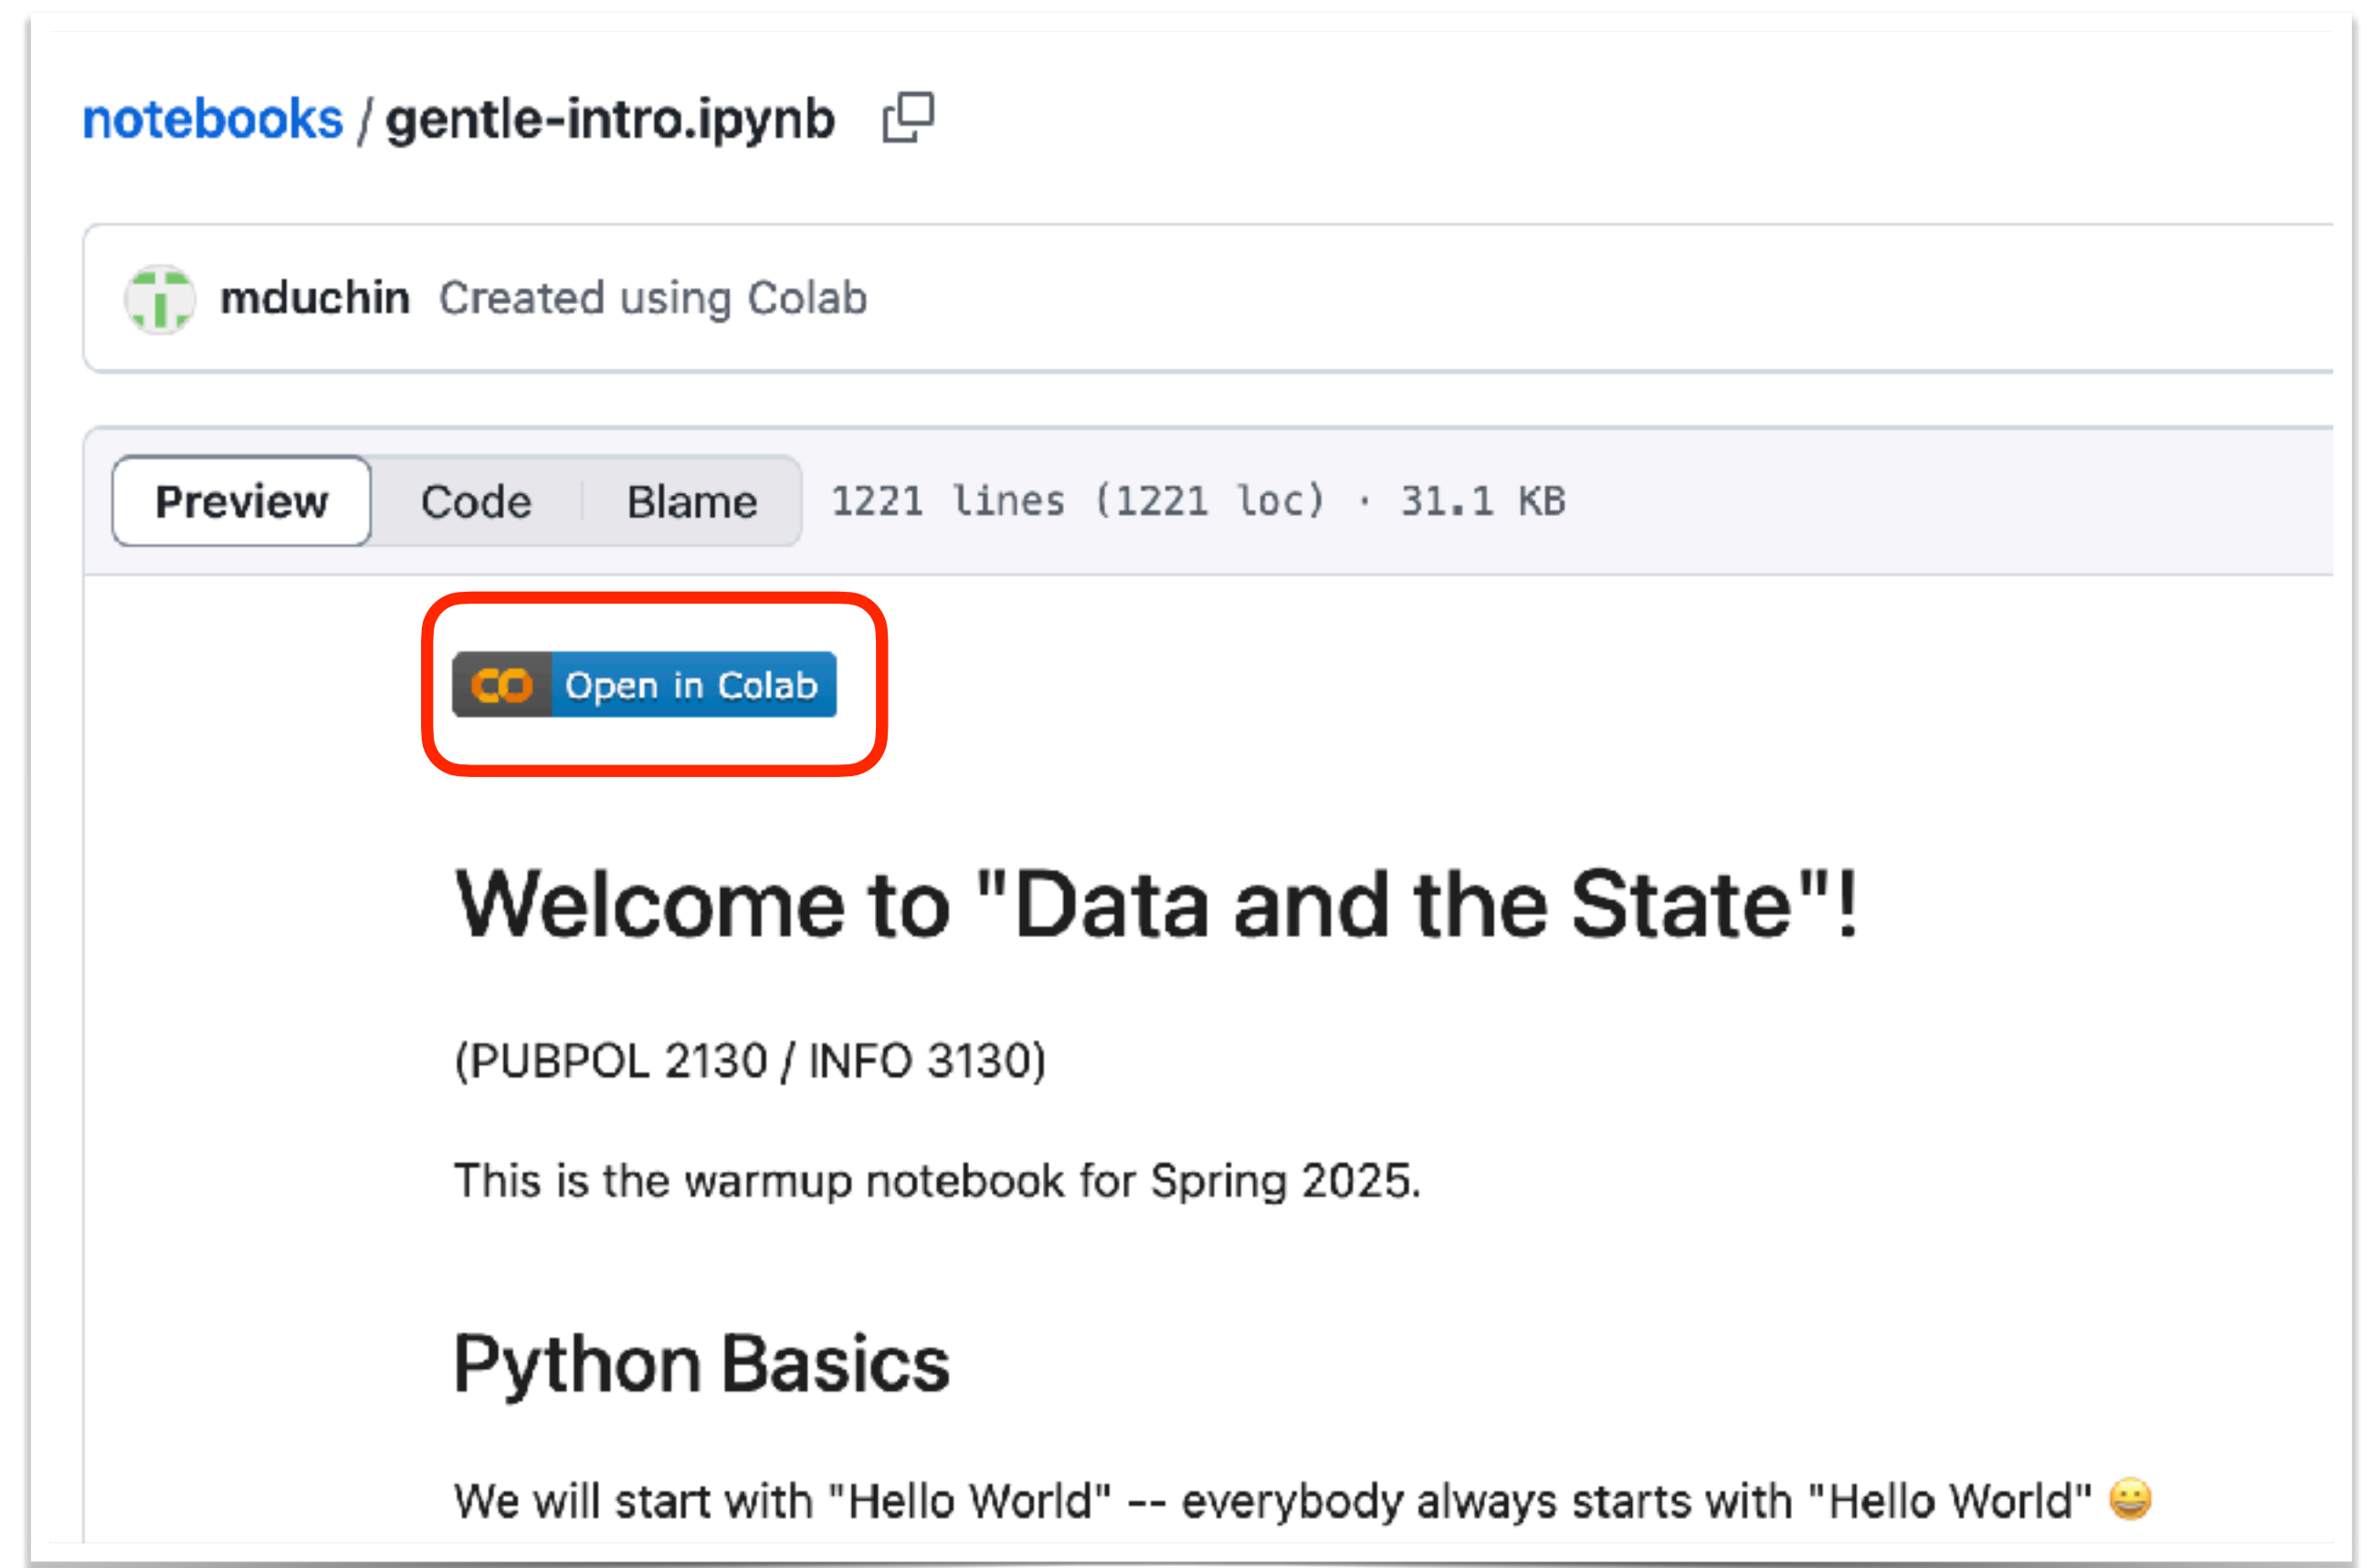 notebooks / gentle-intro.ipynb
mduchin Created using Colab
Preview Code Blame 1221 lines (1221 loc) · 31.1 KB
CO Open in Colab
Welcome to "Data and the State"!
(PUBPOL 2130 / INFO 3130)
This is the warmup notebook for Spring 2025.
Python Basics
We will start with "Hello World" -- everybody always starts with "Hello World" 😀